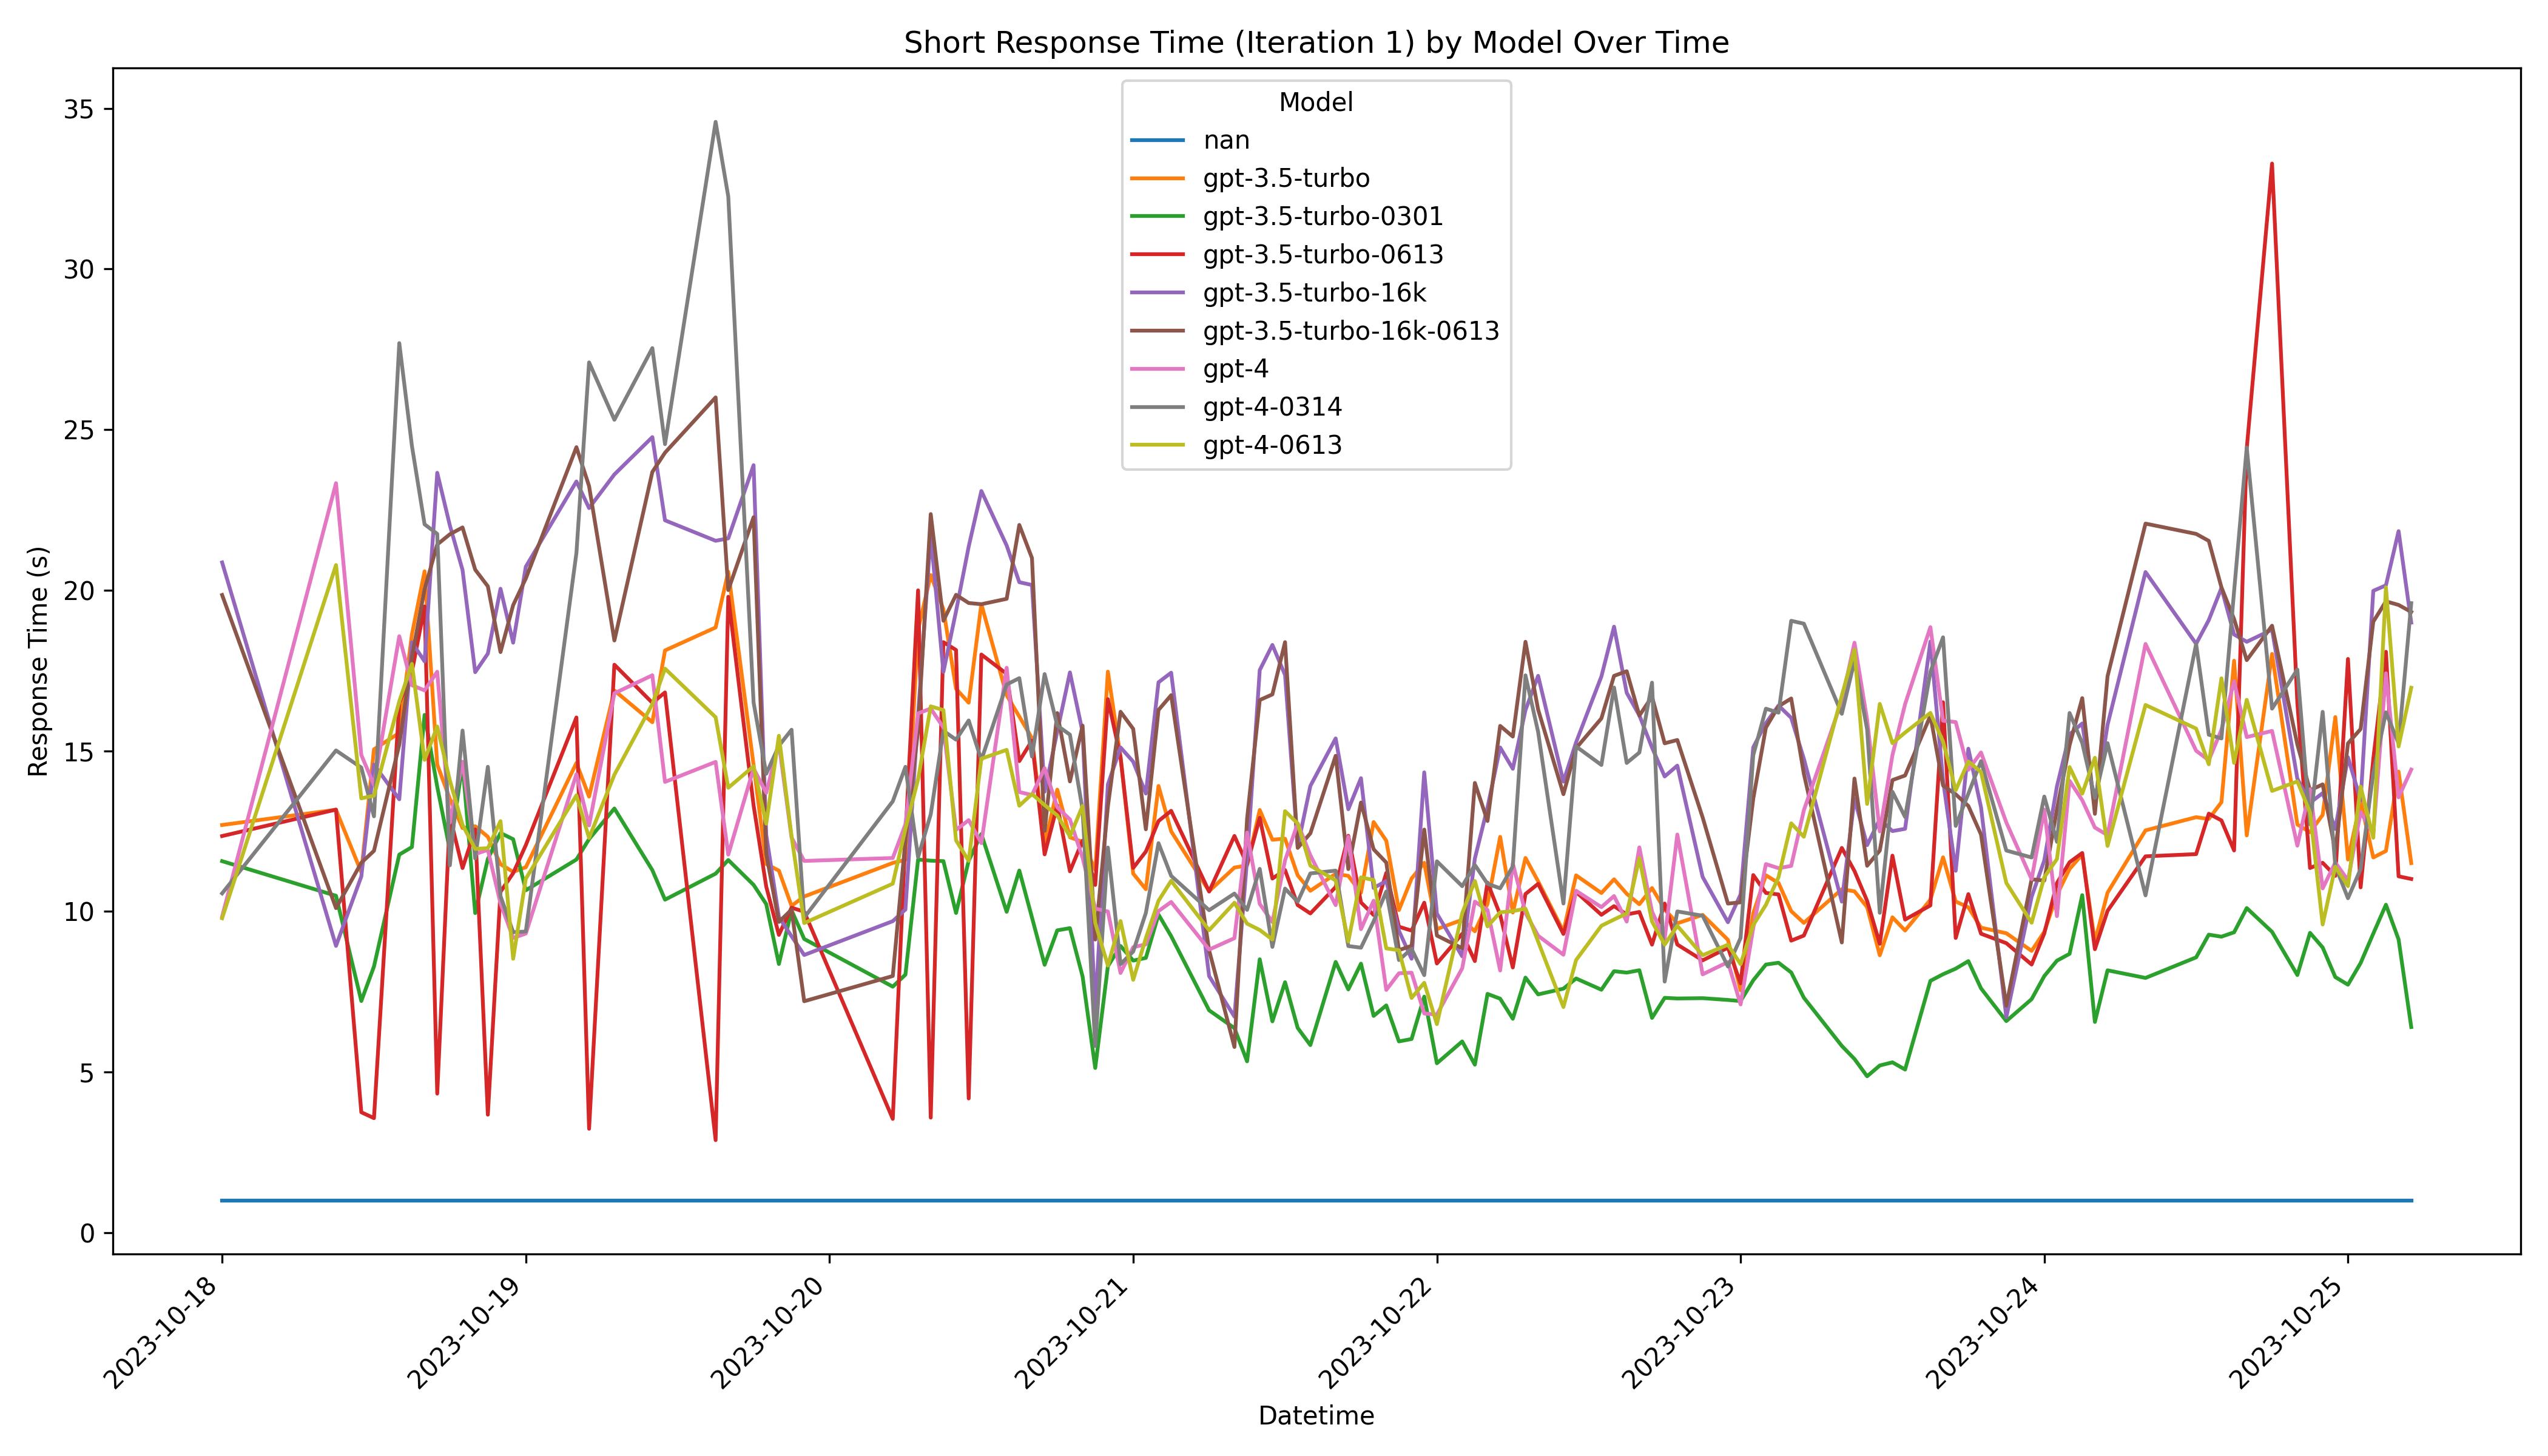 Short Response Time (Iteration 1) by Model Over Time
Model
nan
gpt-3.5-turbo
gpt-3.5-turbo-0301
gpt-3.5-turbo-0613
gpt-3.5-turbo-16k
gpt-3.5-turbo-16k-0613
gpt-4
gpt-4-0314
gpt-4-0613
Response Time (s)
35
30
25
20
15
10
5
0
2023-10-18
2023-10-19
2023-10-20
2023-10-21
2023-10-22
2023-10-23
2023-10-24
2023-10-25
Datetime